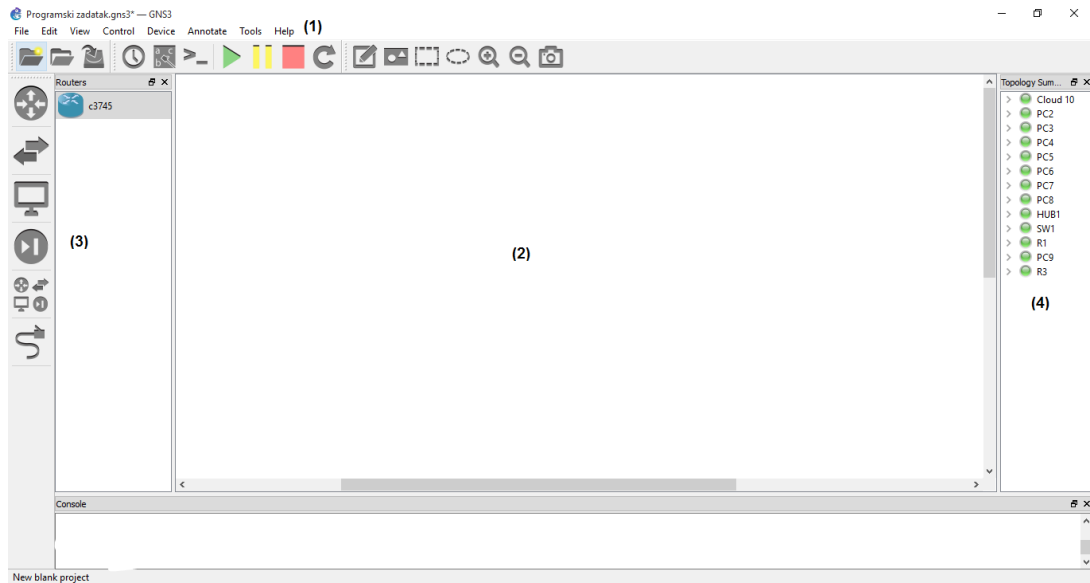 Programski zadatak.gns3* — GNS3
File Edit View Control Device Annotate Tools Help (1)
Routers
c3745
(3)
(2)
Topology Sum...
Cloud 10
PC2
PC3
PC4
PC5
PC6
PC7
PC8
HUB1
SW1
R1
PC9
R3
(4)
Console
New blank project